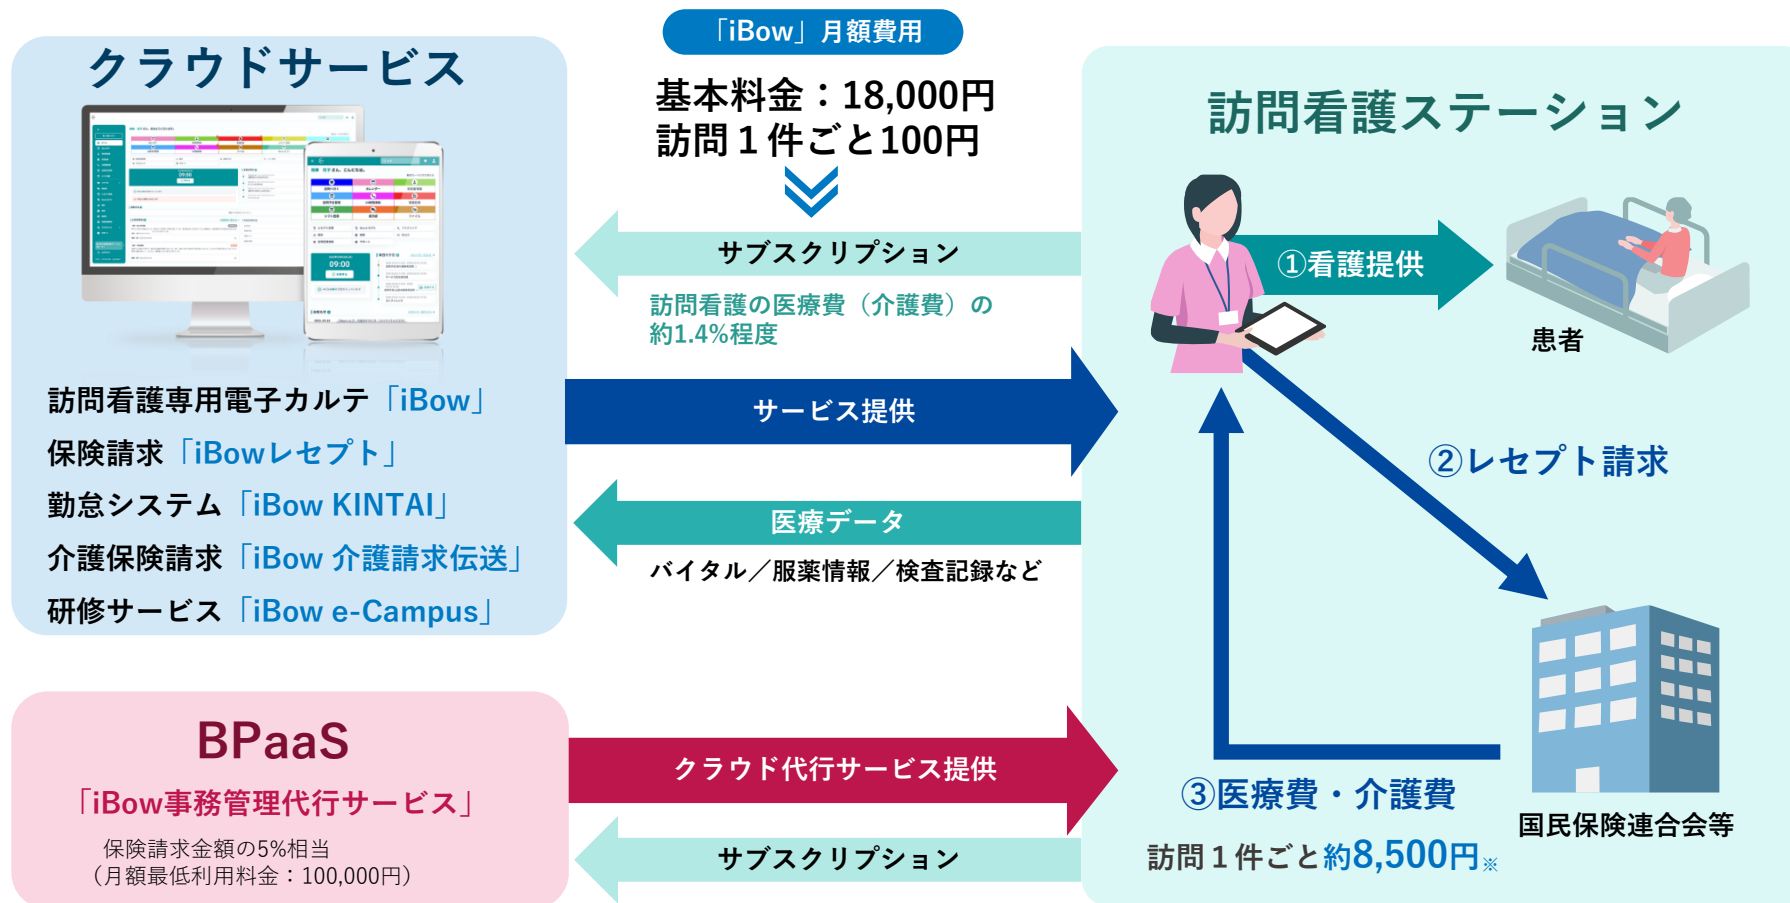 クラウドサービス
訪問看護専用電子カルテ「iBow」
保険請求「iBowレセプト」
勤怠システム「iBow KINTAI」
介護保険請求「iBow 介護請求伝送」
研修サービス「iBow e-Campus」
BPaaS
「iBow事務管理代行サービス」
保険請求金額の5%相当
（月額最低利用料金：100,000円）
「iBow」月額費用
基本料金：18,000円
訪問１件ごと100円
サブスクリプション
訪問看護の医療費（介護費）の
約1.4%程度
サービス提供
医療データ
バイタル／服薬情報／検査記録など
クラウド代行サービス提供
サブスクリプション
訪問看護ステーション
①看護提供
患者
②レセプト請求
③医療費・介護費
訪問１件ごと約8,500円※
国民保険連合会等
09:00
09:00